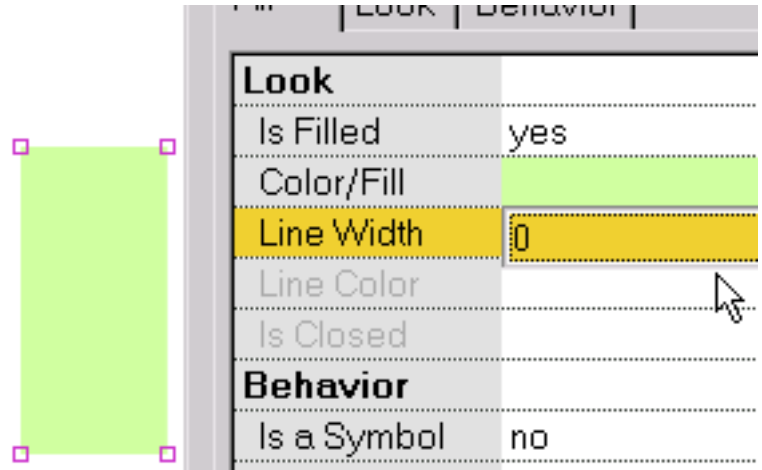 Fill Look Behavior
Look
Is Filled yes
Color/Fill
Line Width 0
Line Color
Is Closed
Behavior
Is a Symbol no